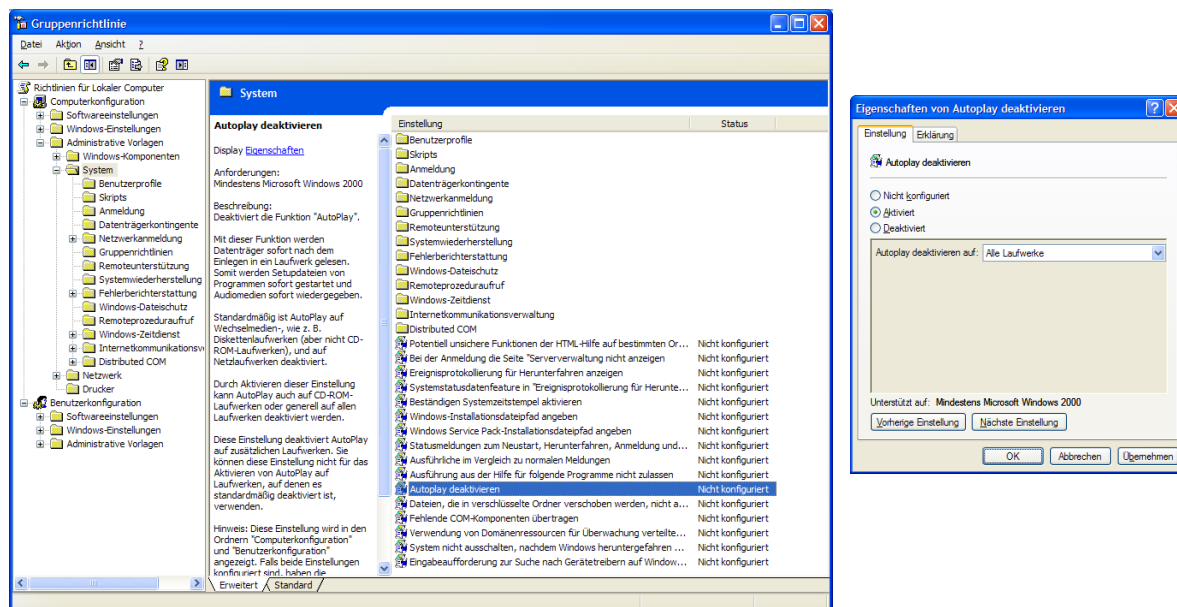 Gruppenrichtlinie
Datei Aktion Ansicht ?
Richtlinien für Lokaler Computer
Computerkonfiguration
Softwareeinstellungen
Windows-Einstellungen
Administrative Vorlagen
Windows-Komponenten
System
Benutzerprofile
Skripts
Anmeldung
Datenträgerkontingente
Netzwerkanmeldung
Gruppenrichtlinien
Remoteunterstützung
Systemwiederherstellung
Fehlerberichterstattung
Windows-Dateischutz
Remoteprozeduraufruf
Windows-Zeitdienst
Internetkommunikationsv
Distributed COM
Netzwerk
Drucker
Benutzerkonfiguration
Softwareeinstellungen
Windows-Einstellungen
Administrative Vorlagen
System
Autoplay deaktivieren
Display Eigenschaften
Anforderungen:
Mindestens Microsoft Windows 2000
Beschreibung:
Deaktiviert die Funktion "AutoPlay".
Mit dieser Funktion werden
Datenträger sofort nach dem
Einlegen in ein Laufwerk gelesen.
Somit werden Setupdateien von
Programmen sofort gestartet und
Audiomedien sofort wiedergegeben.
Standardmäßig ist AutoPlay auf
Wechselmedien-, wie z. B.
Diskettenlaufwerken (aber nicht CD-
ROM-Laufwerken), und auf
Netzlaufwerken deaktiviert.
Durch Aktivieren dieser Einstellung
kann AutoPlay auch auf CD-ROM-
Laufwerken oder generell auf allen
Laufwerken deaktiviert werden.
Diese Einstellung deaktiviert AutoPlay
auf zusätzlichen Laufwerken. Sie
können diese Einstellung nicht für das
Aktivieren von AutoPlay auf
Laufwerken, auf denen es
standardmäßig deaktiviert ist,
verwenden.
Hinweis: Diese Einstellung wird in den
Ordnern "Computerkonfiguration"
und "Benutzerkonfiguration"
angezeigt. Falls beide Einstellungen
konfiguriert sind, haben die
Einstellung Status
Benutzerprofile
Skripts
Anmeldung
Datenträgerkontingente
Netzwerkanmeldung
Gruppenrichtlinien
Remoteunterstützung
Systemwiederherstellung
Fehlerberichterstattung
Windows-Dateischutz
Remoteprozeduraufruf
Windows-Zeitdienst
Internetkommunikationsverwaltung
Distributed COM
Potentiell unsichere Funktionen der HTML-Hilfe auf bestimmten Or... Nicht konfiguriert
Bei der Anmeldung die Seite "Serververwaltung nicht anzeigen Nicht konfiguriert
Ereignisprotokollierung für Herunterfahren anzeigen Nicht konfiguriert
Systemstatusdatenfeature in "Ereignisprotokollierung für Herunte... Nicht konfiguriert
Beständigen Systemzeitstempel aktivieren Nicht konfiguriert
Windows-Installationsdateipfad angeben Nicht konfiguriert
Windows Service Pack-Installationsdateipfad angeben Nicht konfiguriert
Statusmeldungen zum Neustart, Herunterfahren, Anmeldung und... Nicht konfiguriert
Ausführliche im Vergleich zu normalen Meldungen Nicht konfiguriert
Ausführung aus der Hilfe für folgende Programme nicht zulassen Nicht konfiguriert
Autoplay deaktivieren Nicht konfiguriert
Dateien, die in verschlüsselte Ordner verschoben werden, nicht a... Nicht konfiguriert
Fehlende COM-Komponenten übertragen Nicht konfiguriert
Verwendung von Domänenressourcen für Überwachung verteilte... Nicht konfiguriert
System nicht ausschalten, nachdem Windows heruntergefahren ... Nicht konfiguriert
Eingabeaufforderung zur Suche nach Gerätetreibern auf Window... Nicht konfiguriert
Erweitert Standard
Eigenschaften von Autoplay deaktivieren
Einstellung Erklärung
Autoplay deaktivieren
Nicht konfiguriert
Aktiviert
Deaktiviert
Autoplay deaktivieren auf: Alle Laufwerke
Unterstützt auf: Mindestens Microsoft Windows 2000
Vorherige Einstellung Nächste Einstellung
OK Abbrechen Übernehmen